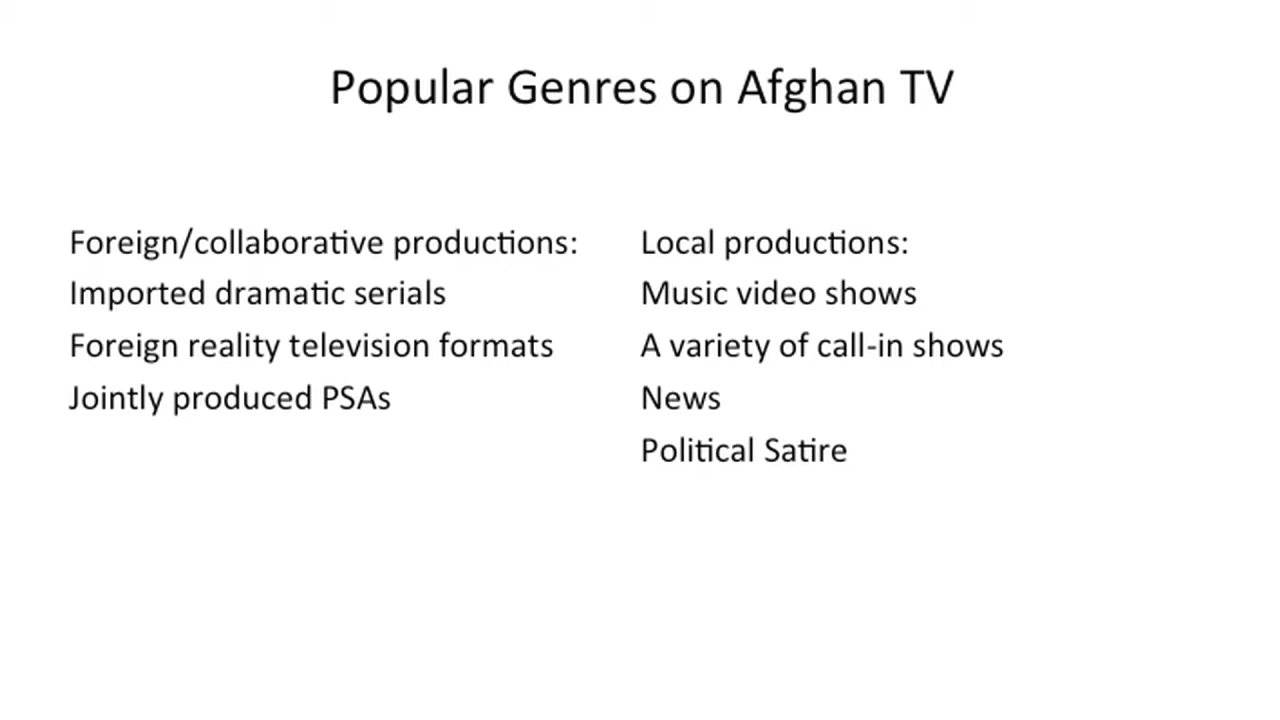 Popular Genres on Afghan TV
Foreign/collaborative productions:
Imported dramatic serials
Foreign reality television formats
Jointly produced PSAs
Local productions:
Music video shows
A variety of call-in shows
News
Political Satire